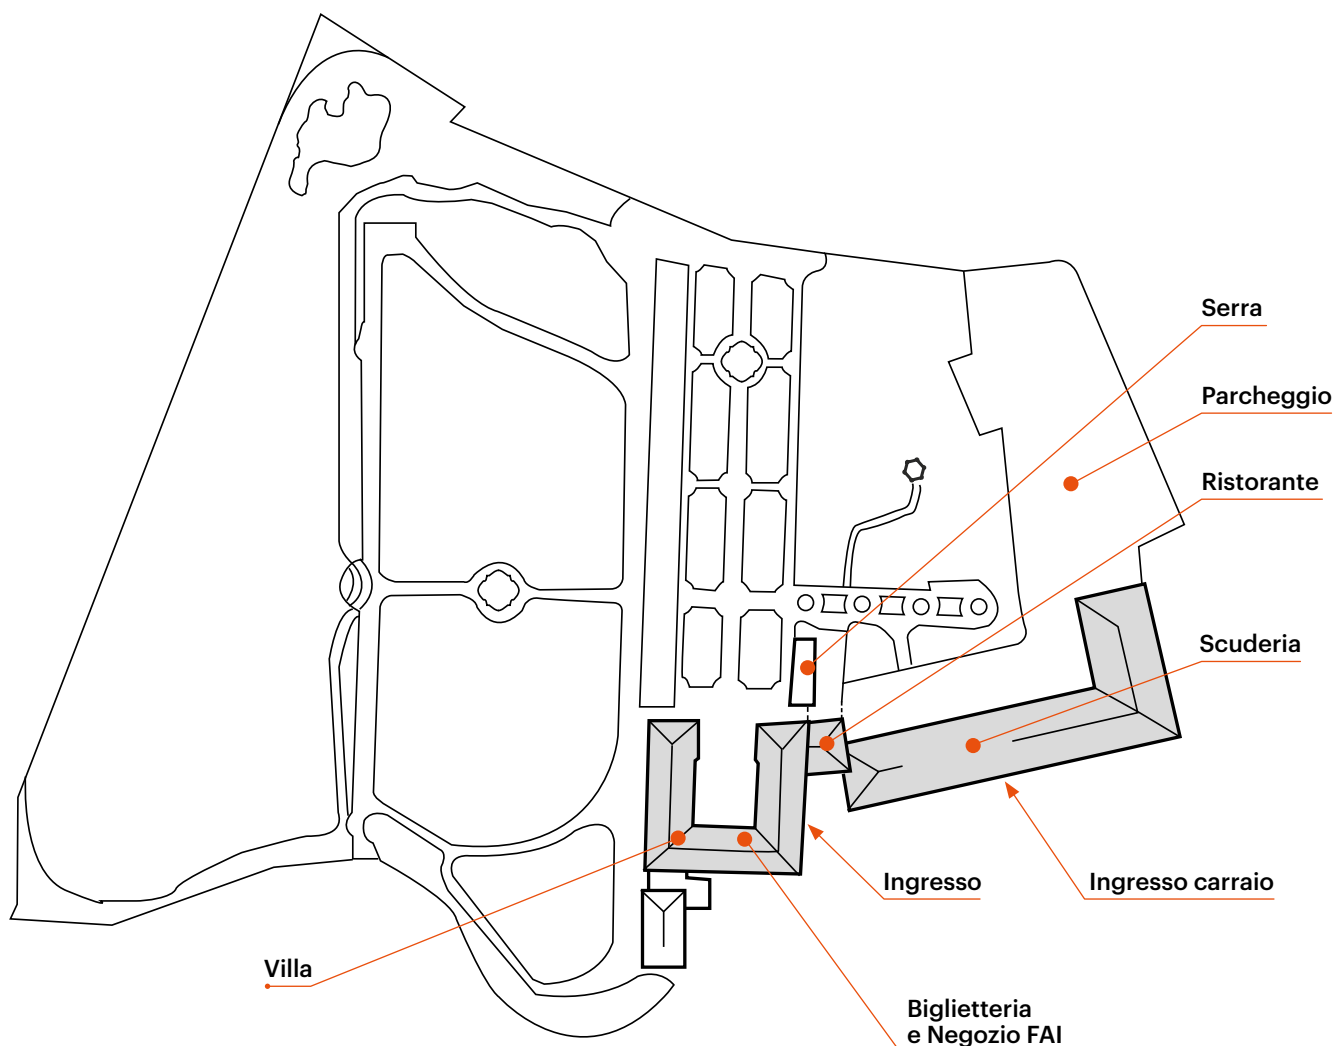 Serra
Parcheggio
Ristorante
Scuderia
Ingresso
Ingresso carraio
Villa
Biglietteria
e Negozio FAI